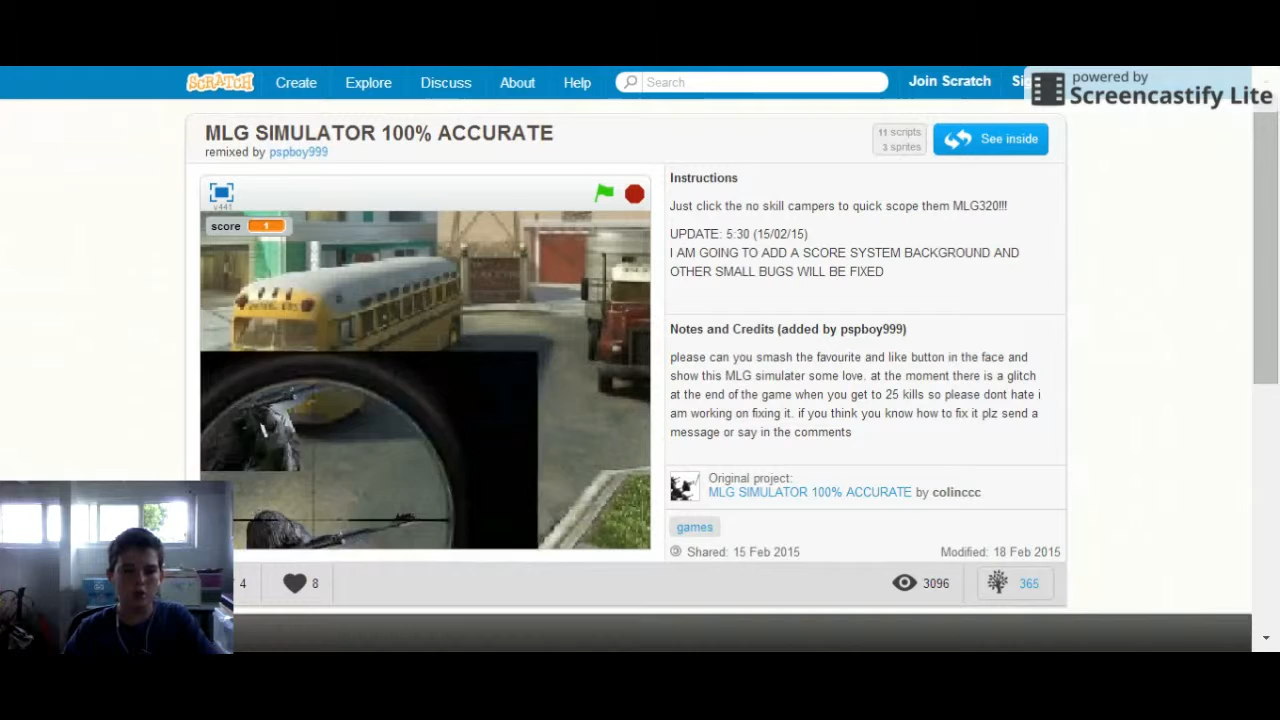 powered by
Screencastify Lite
SCRATCH Create Explore Discuss About Help Search Join Scratch
MLG SIMULATOR 100% ACCURATE
remixed by pspboy999
11 scripts
3 sprites
See inside
v441
score 1
Instructions
Just click the no skill campers to quick scope them MLG320!!!
UPDATE: 5:30 (15/02/15)
I AM GOING TO ADD A SCORE SYSTEM BACKGROUND AND
OTHER SMALL BUGS WILL BE FIXED
Notes and Credits (added by pspboy999)
please can you smash the favourite and like button in the face and
show this MLG simulater some love. at the moment there is a glitch
at the end of the game when you get to 25 kills so please dont hate i
am working on fixing it. if you think you know how to fix it plz send a
message or say in the comments
Original project:
MLG SIMULATOR 100% ACCURATE by colinccc
games
Shared: 15 Feb 2015 Modified: 18 Feb 2015
4 8 3096 365